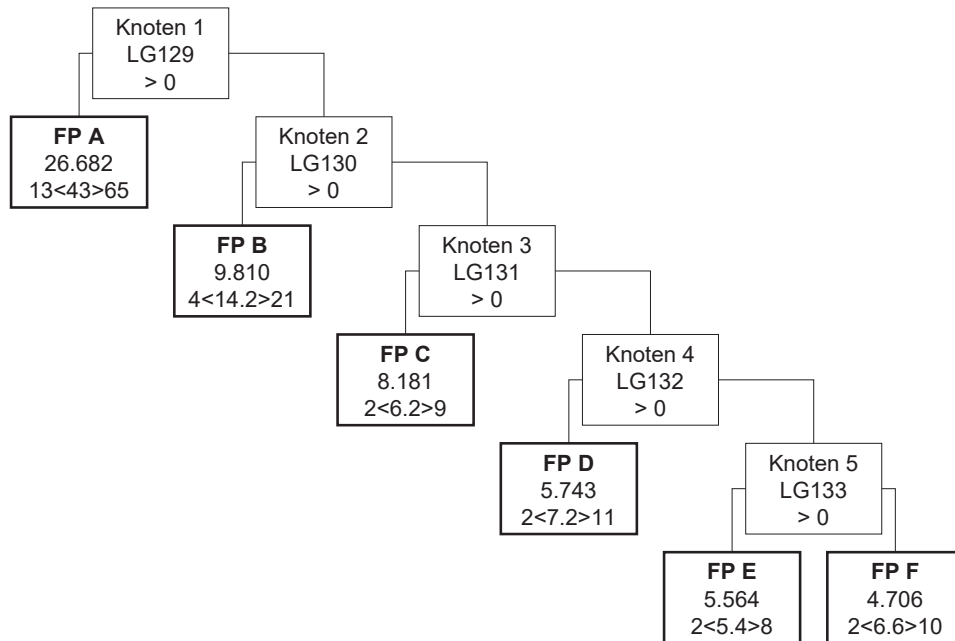 Knoten 1
LG129
> 0
FP A
26.682
13<43>65
Knoten 2
LG130
> 0
FP B
9.810
4<14.2>21
Knoten 3
LG131
> 0
FP C
8.181
2<6.2>9
Knoten 4
LG132
> 0
FP D
5.743
2<7.2>11
Knoten 5
LG133
> 0
FP E
5.564
2<5.4>8
FP F
4.706
2<6.6>10